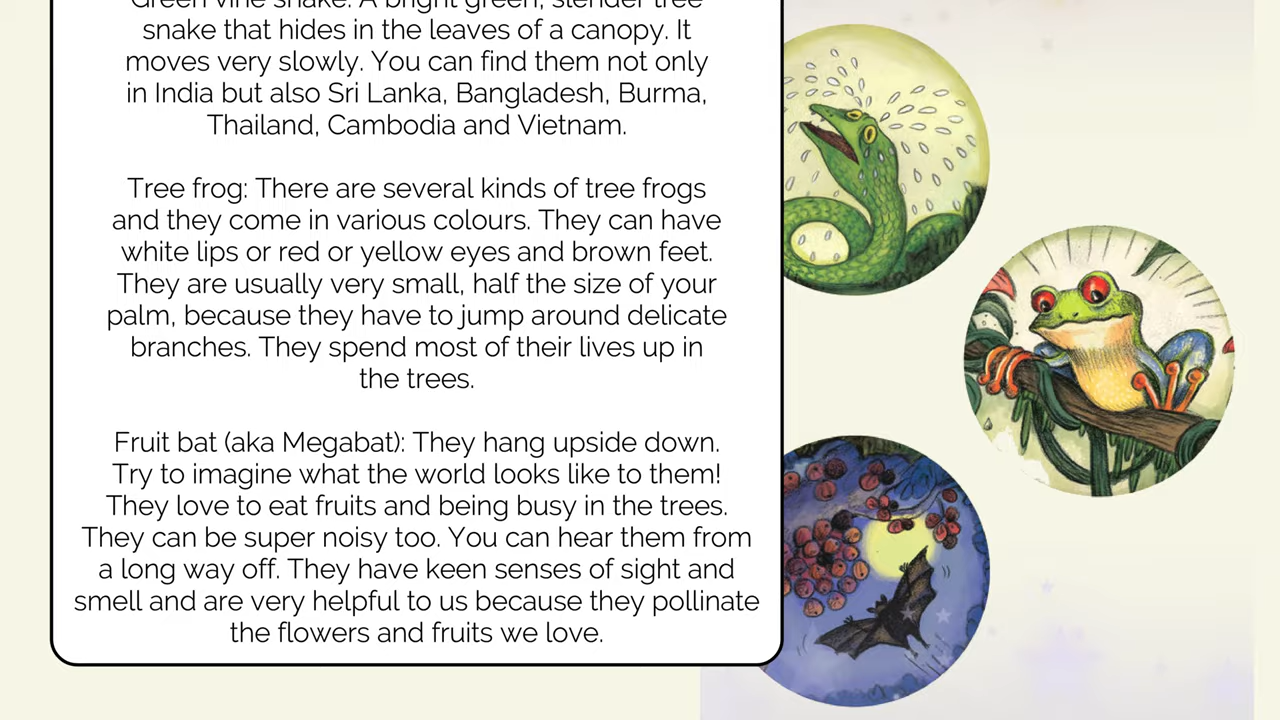 Green vine snake: A bright green, slender tree
snake that hides in the leaves of a canopy. It
moves very slowly. You can find them not only
in India but also Sri Lanka, Bangladesh, Burma,
Thailand, Cambodia and Vietnam.
Tree frog: There are several kinds of tree frogs
and they come in various colours. They can have
white lips or red or yellow eyes and brown feet.
They are usually very small, half the size of your
palm, because they have to jump around delicate
branches. They spend most of their lives up in
the trees.
Fruit bat (aka Megabat): They hang upside down.
Try to imagine what the world looks like to them!
They love to eat fruits and being busy in the trees.
They can be super noisy too. You can hear them from
a long way off. They have keen senses of sight and
smell and are very helpful to us because they pollinate
the flowers and fruits we love.